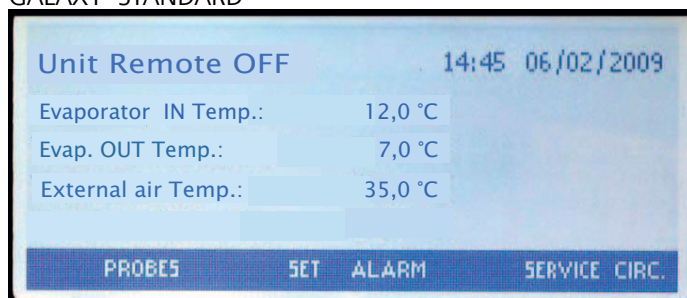 GALAXY STANDARD
Unit Remote OFF 14:45 06/02/2009
Evaporator IN Temp.: 12,0 °C
Evap. OUT Temp.: 7,0 °C
External air Temp.: 35,0 °C
PROBES SET ALARM SERVICE CIRC.